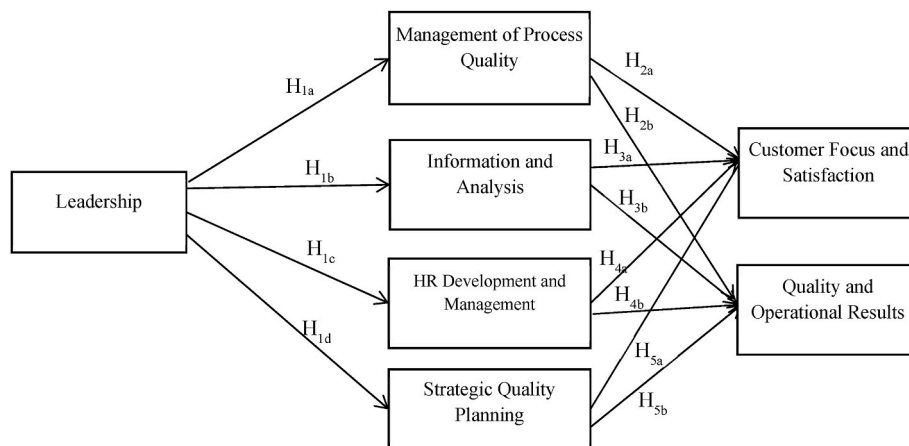 Management of Process
Quality
H1a
H2a
H2b
Information and
Analysis
H1b
H3a
H3b
Customer Focus and
Satisfaction
Leadership
H1c
HR Development and
Management
H4a
H4b
Quality and
Operational Results
H1d
Strategic Quality
Planning
H5a
H5b